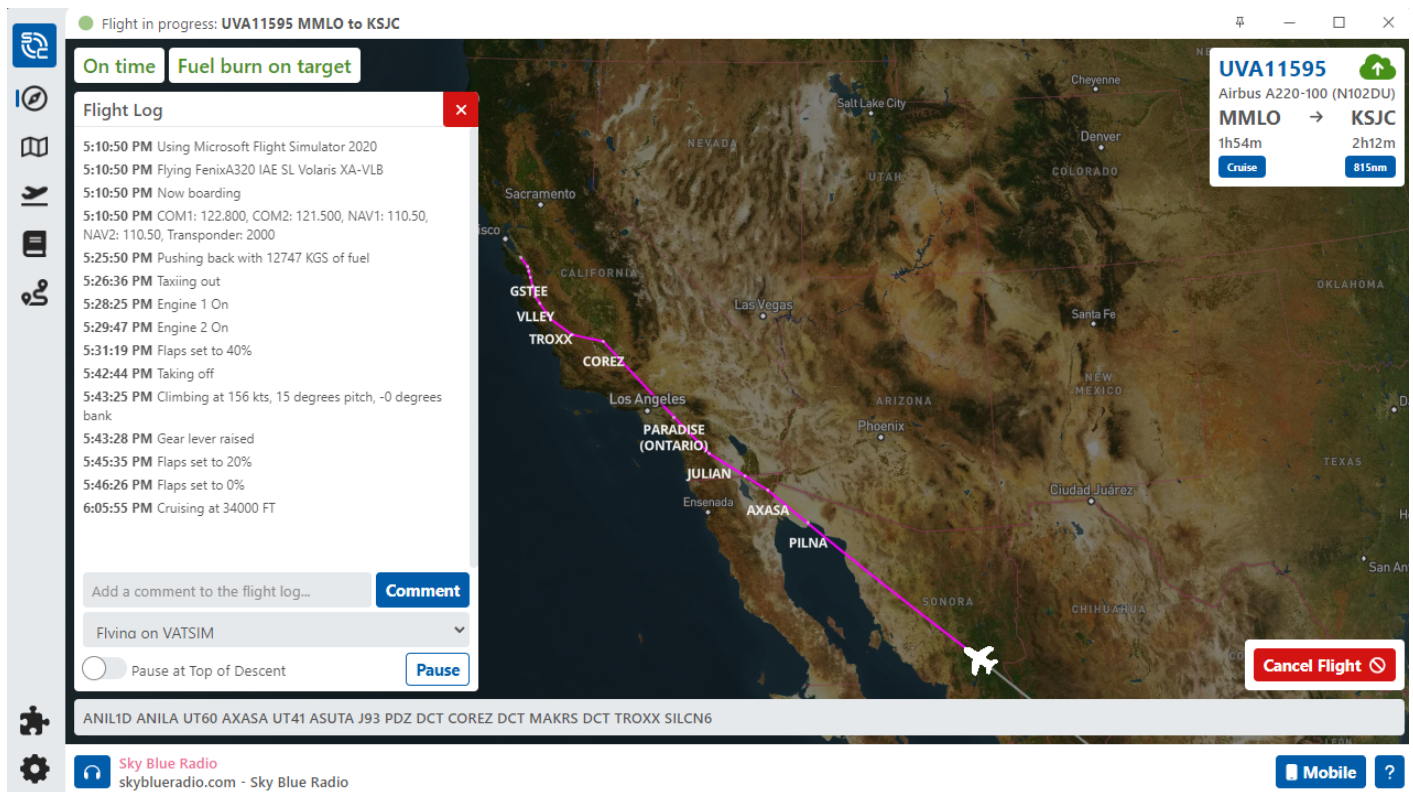 Flight in progress: UVA11595 MMLO to KSJC
On time
Fuel burn on target
Flight Log
5:10:50 PM Using Microsoft Flight Simulator 2020
5:10:50 PM Flying FenixA320 IAE SL Volaris XA-VLB
5:10:50 PM Now boarding
5:10:50 PM COM1: 122.800, COM2: 121.500, NAV1: 110.50,
NAV2: 110.50, Transponder: 2000
5:25:50 PM Pushing back with 12747 KGS of fuel
5:26:36 PM Taxiing out
5:28:25 PM Engine 1 On
5:29:47 PM Engine 2 On
5:31:19 PM Flaps set to 40%
5:42:44 PM Taking off
5:43:25 PM Climbing at 156 kts, 15 degrees pitch, -0 degrees
bank
5:43:28 PM Gear lever raised
5:45:35 PM Flaps set to 20%
5:46:26 PM Flaps set to 0%
6:05:55 PM Cruising at 34000 FT
Add a comment to the flight log...
Comment
Flying on VATSIM
Pause at Top of Descent
Pause
UVA11595
Airbus A220-100 (N102DU)
MMLO → KSJC
1h54m 2h12m
Cruise 815nm
Cheyenne
Salt Lake City
Denver
NEVADA
UTAH
COLORADO
Sacramento
isco
CALIFORNIA
GSTEE
VLLEY
TROXX
COREZ
Las Vegas
Santa Fe
OKLAHOMA
NEW
MEXICO
Los Angeles
ARIZONA
Phoenix
PARADISE
(ONTARIO)
JULIAN
TEXAS
Ensenada
AXASA
Ciudad Juárez
PILNA
San An
SONORA
CHIHUAHUA
Cancel Flight
ANIL1D ANILA UT60 AXASA UT41 ASUTA J93 PDZ DCT COREZ DCT MAKRS DCT TROXX SILCN6
Sky Blue Radio
skyblueradio.com - Sky Blue Radio
Mobile
?